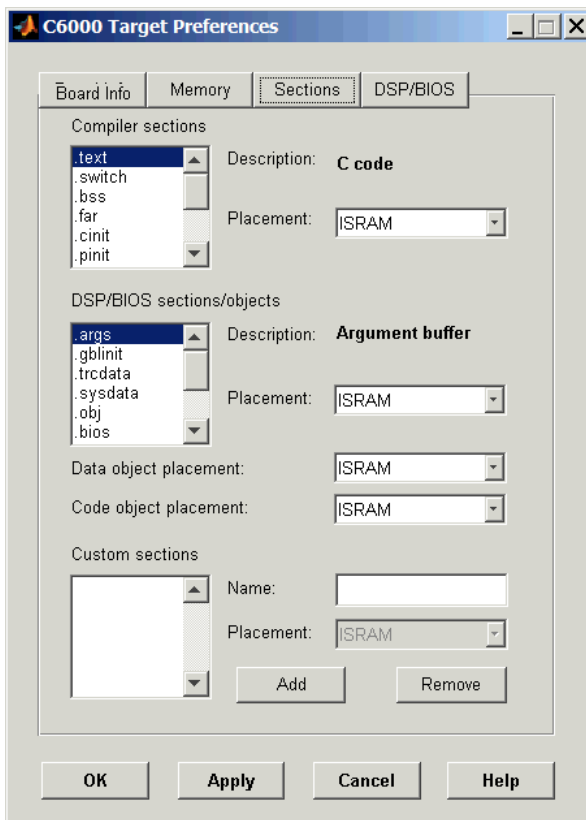 C6000 Target Preferences
Board Info Memory Sections DSP/BIOS
Compiler sections
.text
.switch
.bss
.far
.cinit
.pinit
Description: C code
Placement: ISRAM
DSP/BIOS sections/objects
.args
.gblinit
.trcdata
.sysdata
.obj
.bios
Description: Argument buffer
Placement: ISRAM
Data object placement: ISRAM
Code object placement: ISRAM
Custom sections
Name:
Placement: ISRAM
Add Remove
OK Apply Cancel Help